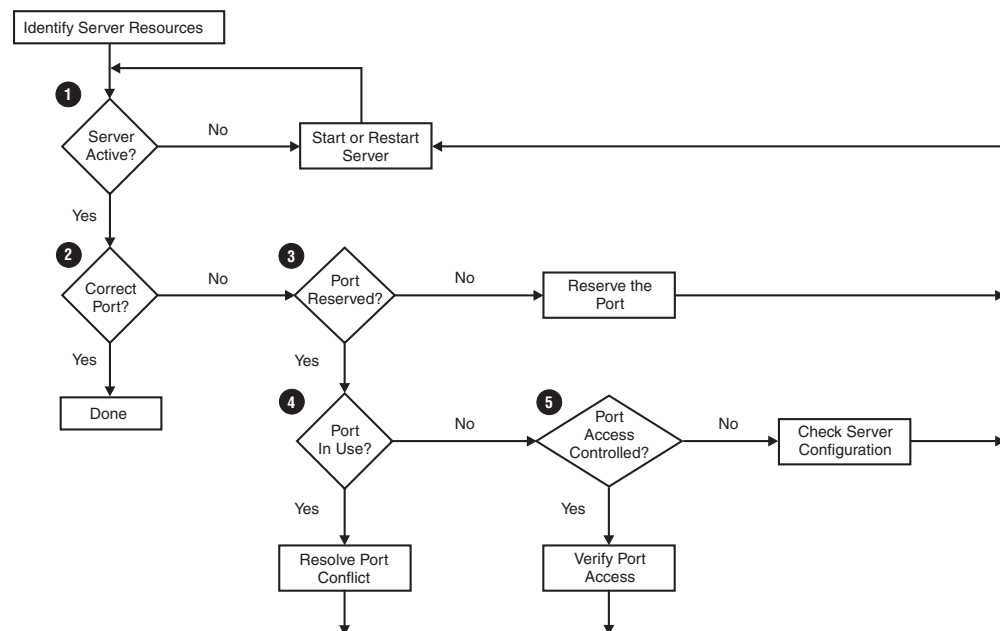 Identify Server Resources
1
Server
Active?
No
Start or Restart
Server
Yes
2
Correct
Port?
No
3
Port
Reserved?
No
Reserve the
Port
Yes
Done
Yes
4
Port
In Use?
No
5
Port
Access
Controlled?
No
Check Server
Configuration
Yes
Resolve Port
Conflict
Yes
Verify Port
Access